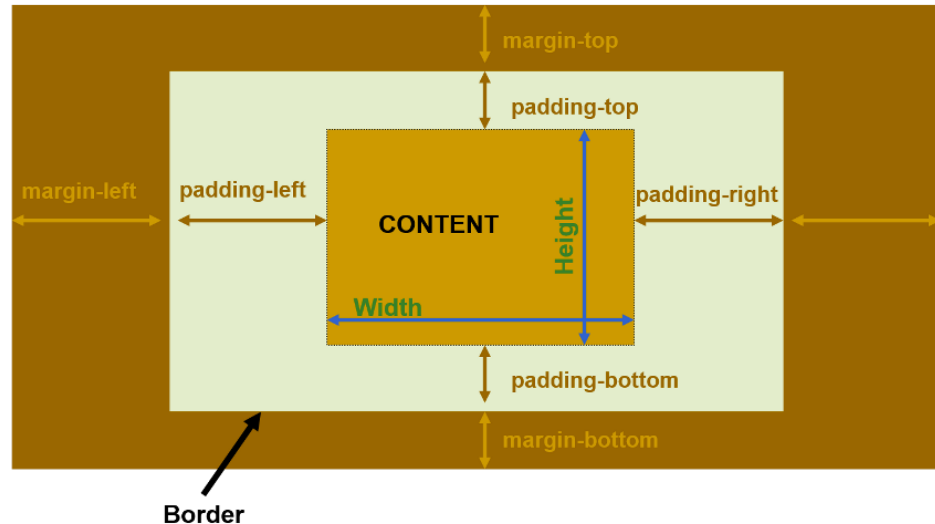 margin-top
padding-top
margin-left
padding-left
padding-right
CONTENT
Height
Width
padding-bottom
margin-bottom
Border